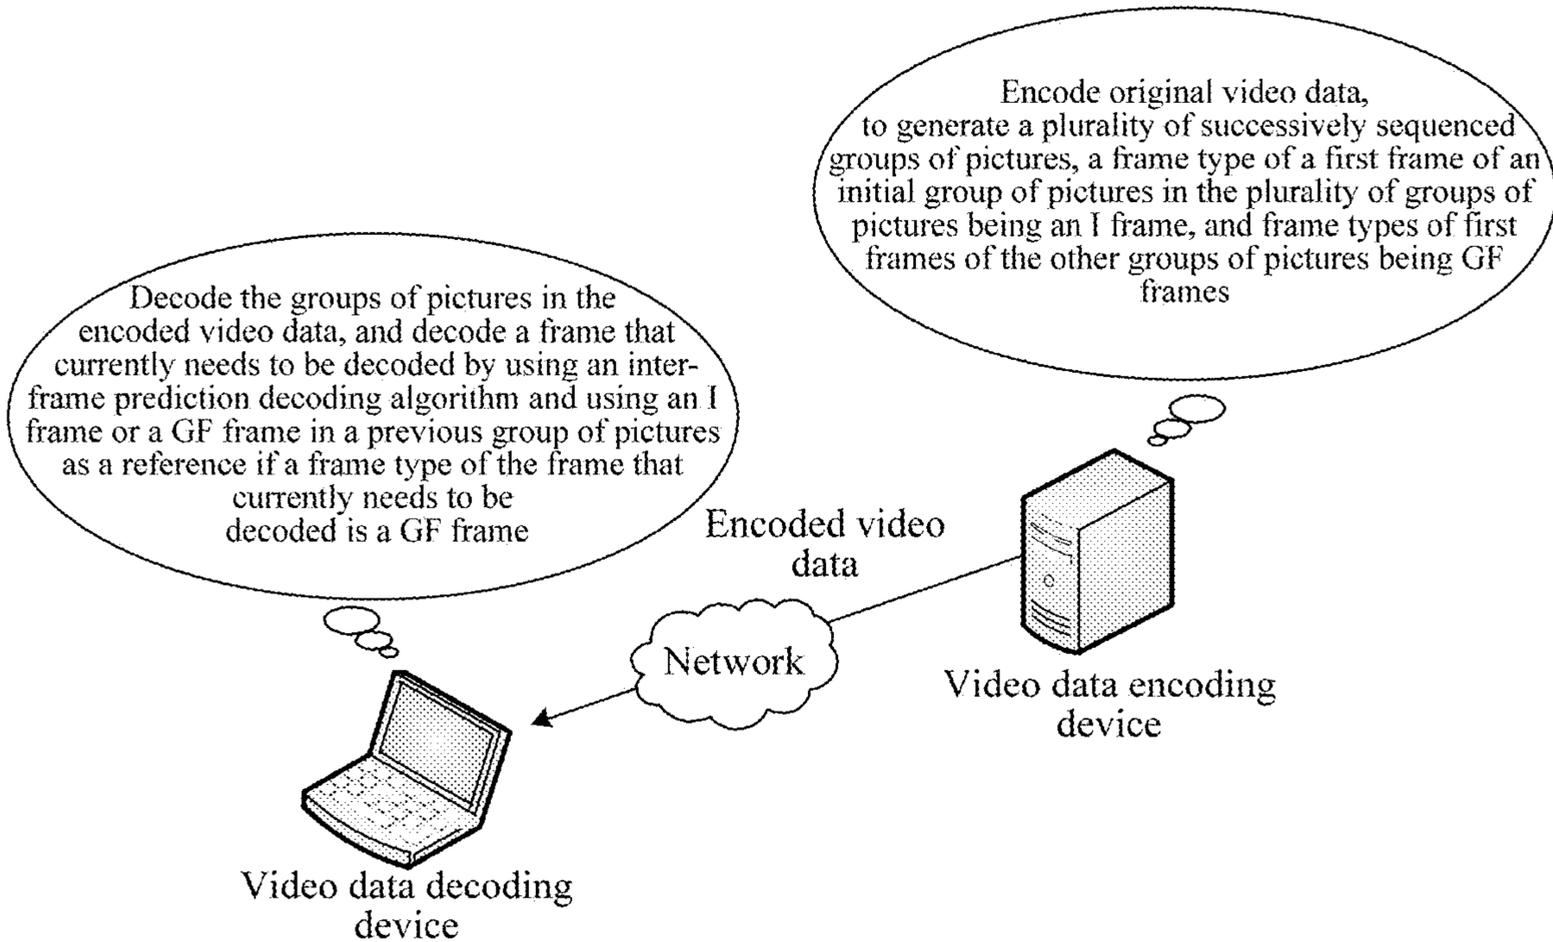 Encode original video data,
to generate a plurality of successively sequenced
groups of pictures, a frame type of a first frame of an
initial group of pictures in the plurality of groups of
pictures being an I frame, and frame types of first
frames of the other groups of pictures being GF
frames
Decode the groups of pictures in the
encoded video data, and decode a frame that
currently needs to be decoded by using an inter-
frame prediction decoding algorithm and using an I
frame or a GF frame in a previous group of pictures
as a reference if a frame type of the frame that
currently needs to be
decoded is a GF frame
Encoded video
data
Network
Video data encoding
device
Video data decoding
device